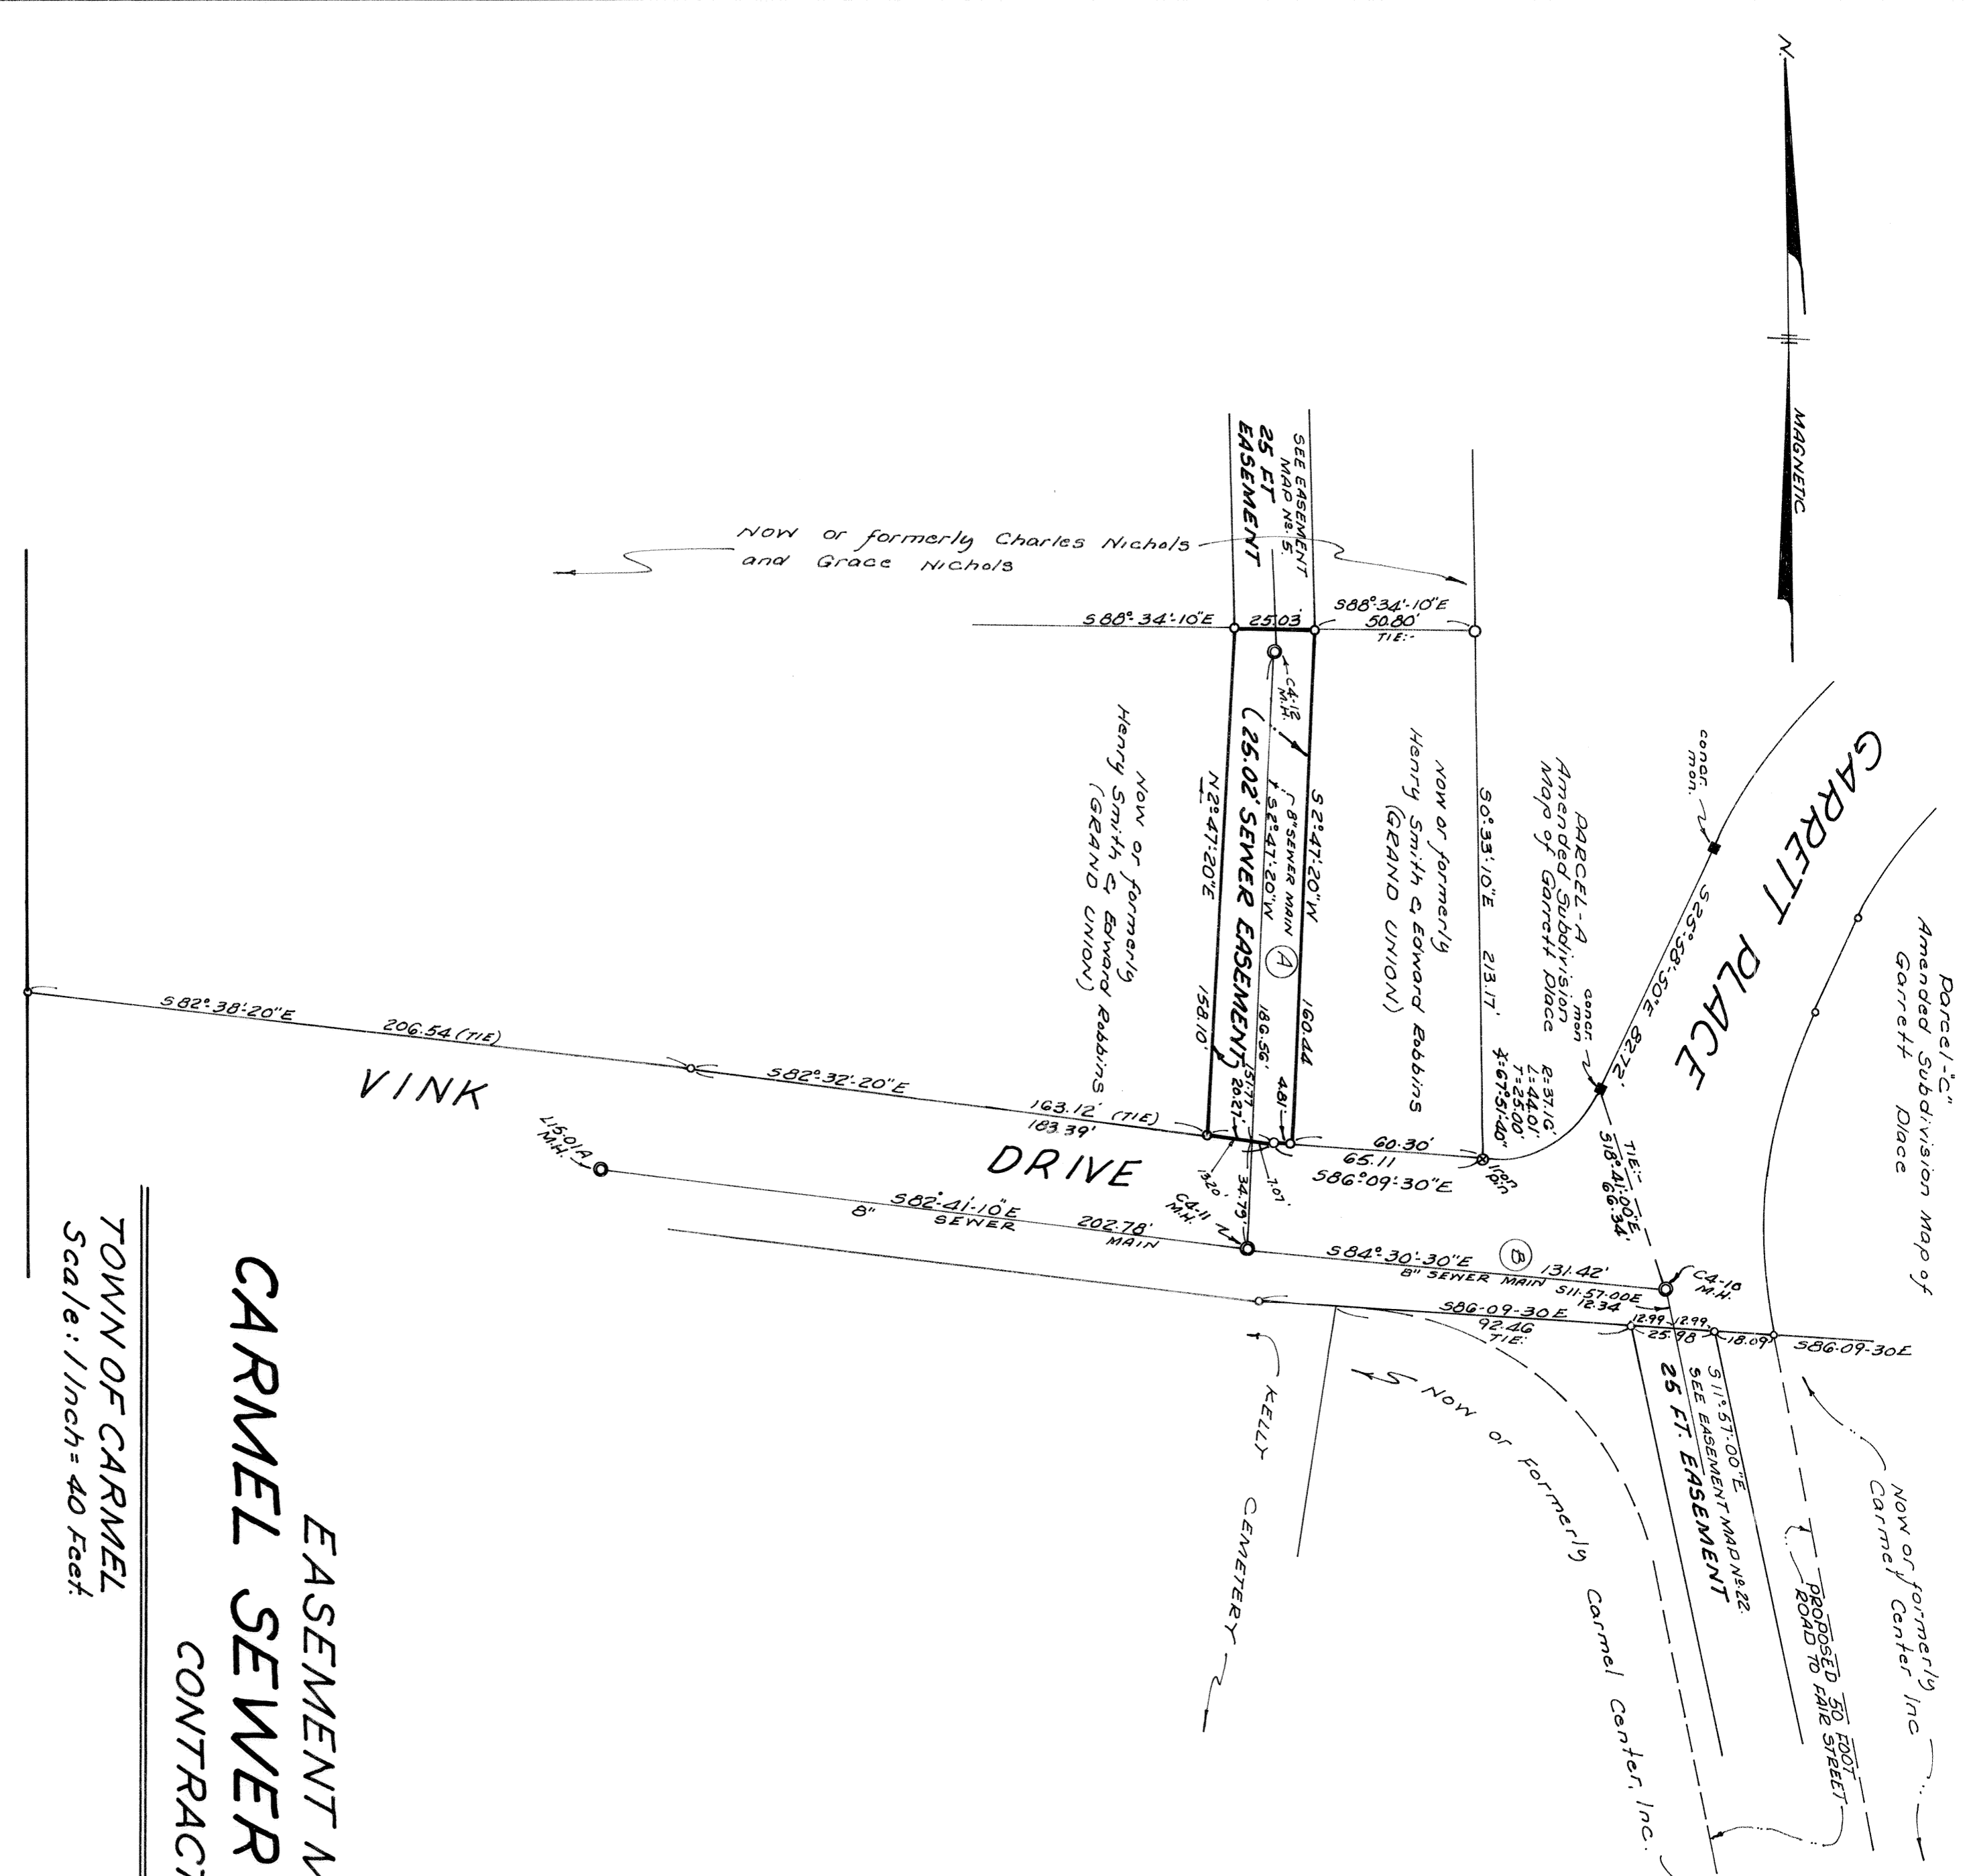 N.
MAGNETIC
GARRETT PLACE
Parcel-"C"
Amended Subdivision Map of
Garrett Place
conc.
mon.
S25°-58'-50"E 82.72'
PARCEL-A
Amended Subdivision
Map of Garrett Place
conc.
mon
R=37.16'
L=44.01'
T=25.00'
∡=67°-51'-40"
TIE:-
S18°-41'-00"E
66.34'
SEE EASEMENT
MAP Nº. 5.
25 FT
EASEMENT
Now or formerly Charles Nichols
and Grace Nichols
S88°-34'-10"E
25.03'
S88°-34'-10"E
50.80'
TIE:-
C4-12
M.H.
S0°-33'-10"E 213.17'
Now or formerly
Henry Smith & Edward Robbins
(GRAND UNION)
S2°-47'-20"W 160.44
8" SEWER MAIN
A
S2°-47'-20"W 186.56'
151.77
(25.02' SEWER EASEMENT)
N2°-47'-20"E 158.10'
Now or formerly
Henry Smith & Edward Robbins
(GRAND UNION)
4.81'
20.27'
S82°-38'-20"E 206.54 (TIE)
S82°-32'-20"E 163.12' (TIE)
183.39'
60.30'
65.11
S86°-09'-30"E
Iron
Pin
VINK DRIVE
13.20'
7.07'
34.79'
C4-11
M.H.
L15.01A
M.H.
S82°-41'-10"E 202.78'
8" SEWER MAIN
S84°-30'-30"E B 131.42'
8" SEWER MAIN
C4-10
M.H.
S11-57-00E
12.34
S86-09-30E
92.46
TIE:
12.99 12.99
25.98
18.09
S86-09-30E
S11°-57'-00"E
SEE EASEMENT MAP Nº. 22.
25 FT. EASEMENT
KELLY CEMETERY
Now or formerly Carmel Center, Inc.
Now or formerly
Carmel Center Inc
PROPOSED 50 FOOT
ROAD TO FAIR STREET
EASEMENT
CARMEL SEWER
CONTRACT
TOWN OF CARMEL
Scale: 1 Inch = 40 Feet.